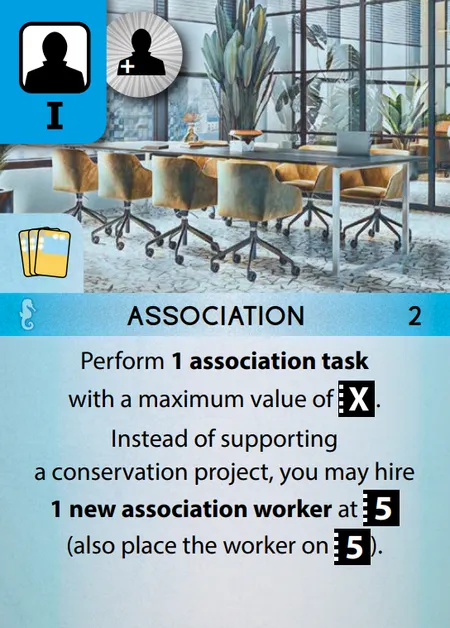 +
I
ASSOCIATION 2
Perform 1 association task
with a maximum value of X.
Instead of supporting
a conservation project, you may hire
1 new association worker at 5
(also place the worker on 5).